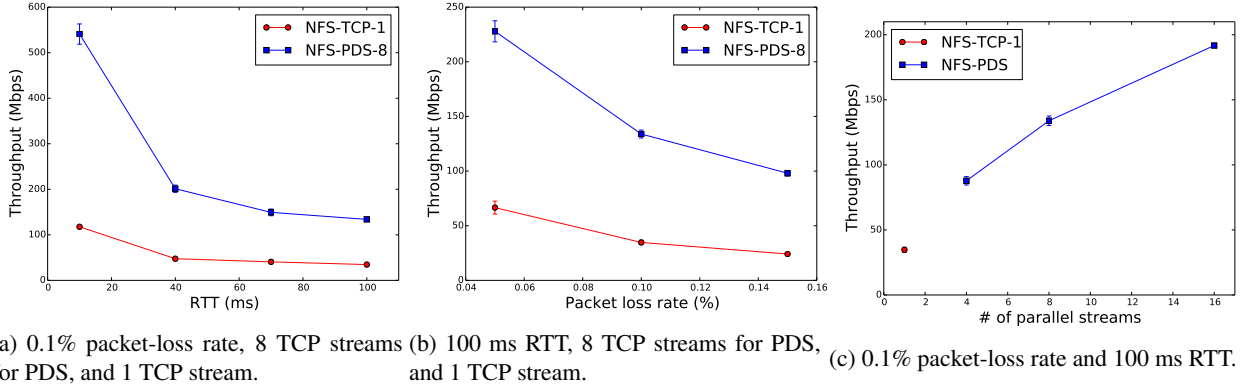 600
500
400
300
200
100
0
Throughput (Mbps)
NFS-TCP-1
NFS-PDS-8
0 20 40 60 80 100
RTT (ms)
250
200
150
100
50
0
Throughput (Mbps)
NFS-TCP-1
NFS-PDS-8
0.04 0.06 0.08 0.10 0.12 0.14 0.16
Packet loss rate (%)
200
150
100
50
0
Throughput (Mbps)
NFS-TCP-1
NFS-PDS
0 2 4 6 8 10 12 14 16
# of parallel streams
a) 0.1% packet-loss rate, 8 TCP streams
or PDS, and 1 TCP stream.
(b) 100 ms RTT, 8 TCP streams for PDS,
and 1 TCP stream.
(c) 0.1% packet-loss rate and 100 ms RTT.